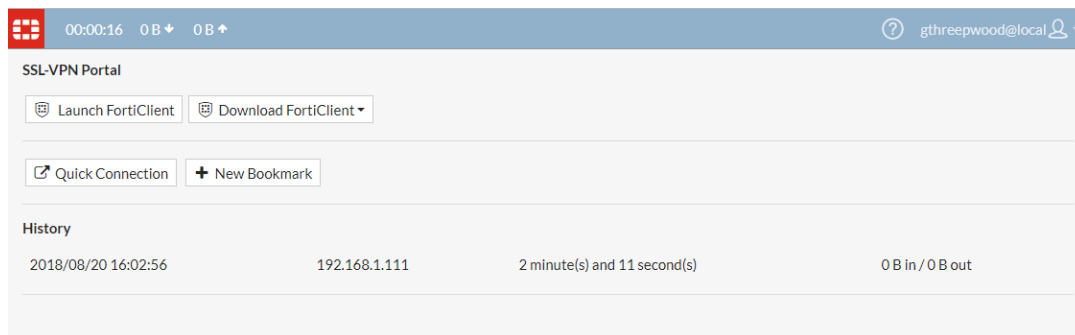 00:00:16 0 B 0 B gthreepwood@local
SSL-VPN Portal
Launch FortiClient Download FortiClient
Quick Connection New Bookmark
History
2018/08/20 16:02:56 192.168.1.111 2 minute(s) and 11 second(s) 0 B in / 0 B out